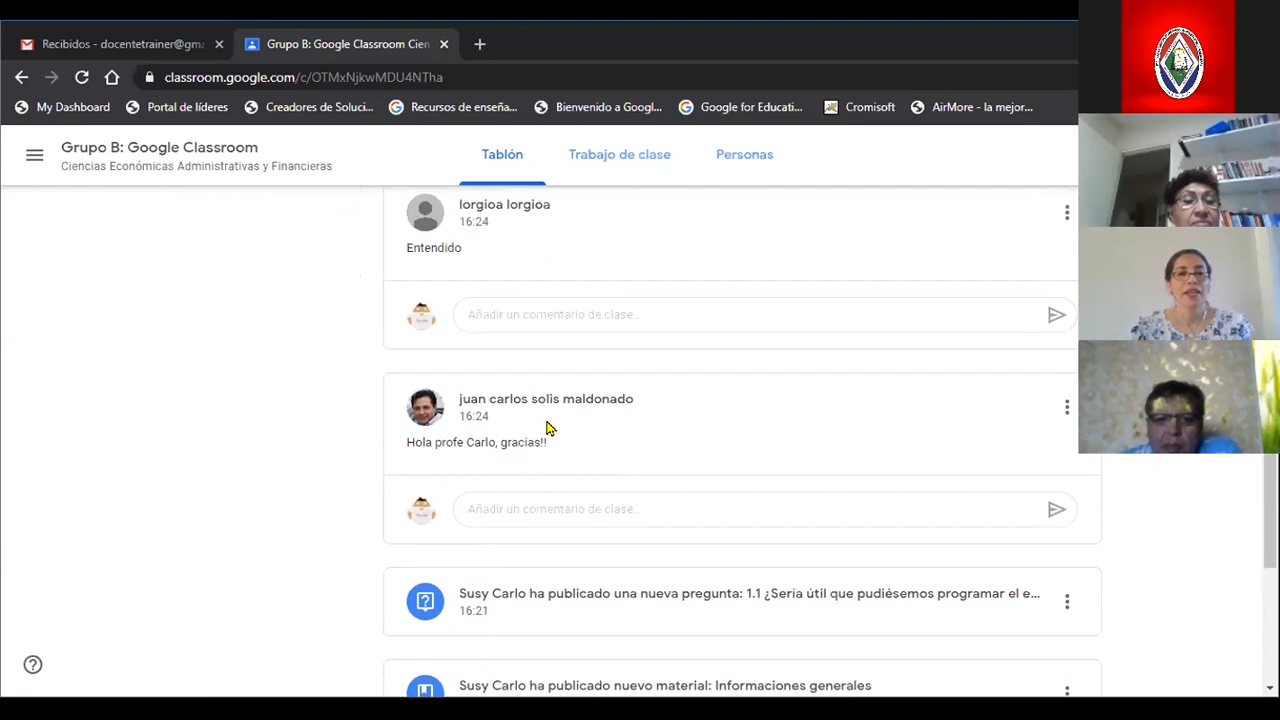 Recibidos - docentetrainer@gma
Grupo B: Google Classroom Cien
classroom.google.com/c/OTMxNjkwMDU4NTha
My Dashboard
Portal de líderes
Creadores de Soluci...
Recursos de enseña...
Bienvenido a Googl...
Google for Educati...
Cromisoft
AirMore - la mejor...
Grupo B: Google Classroom
Ciencias Económicas Administrativas y Financieras
Tablón
Trabajo de clase
Personas
lorgioa lorgioa
16:24
Entendido
Añadir un comentario de clase...
juan carlos solis maldonado
16:24
Hola profe Carlo, gracias!!
Añadir un comentario de clase...
Susy Carlo ha publicado una nueva pregunta: 1.1 ¿Seria útil que pudiésemos programar el e...
16:21
Susy Carlo ha publicado nuevo material: Informaciones generales